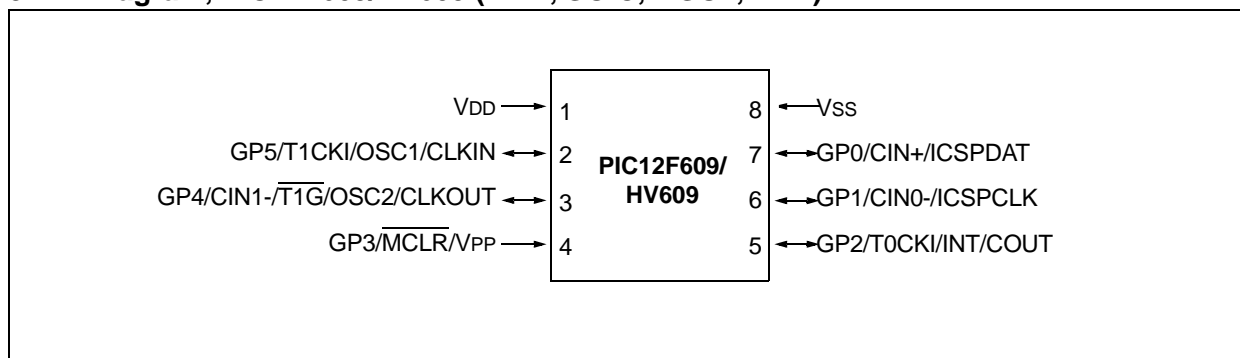 VDD 1 8 VSS
GP5/T1CKI/OSC1/CLKIN 2 7 GP0/CIN+/ICSPDAT
PIC12F609/
HV609
GP4/CIN1-/T1G/OSC2/CLKOUT 3 6 GP1/CIN0-/ICSPCLK
GP3/MCLR/VPP 4 5 GP2/T0CKI/INT/COUT